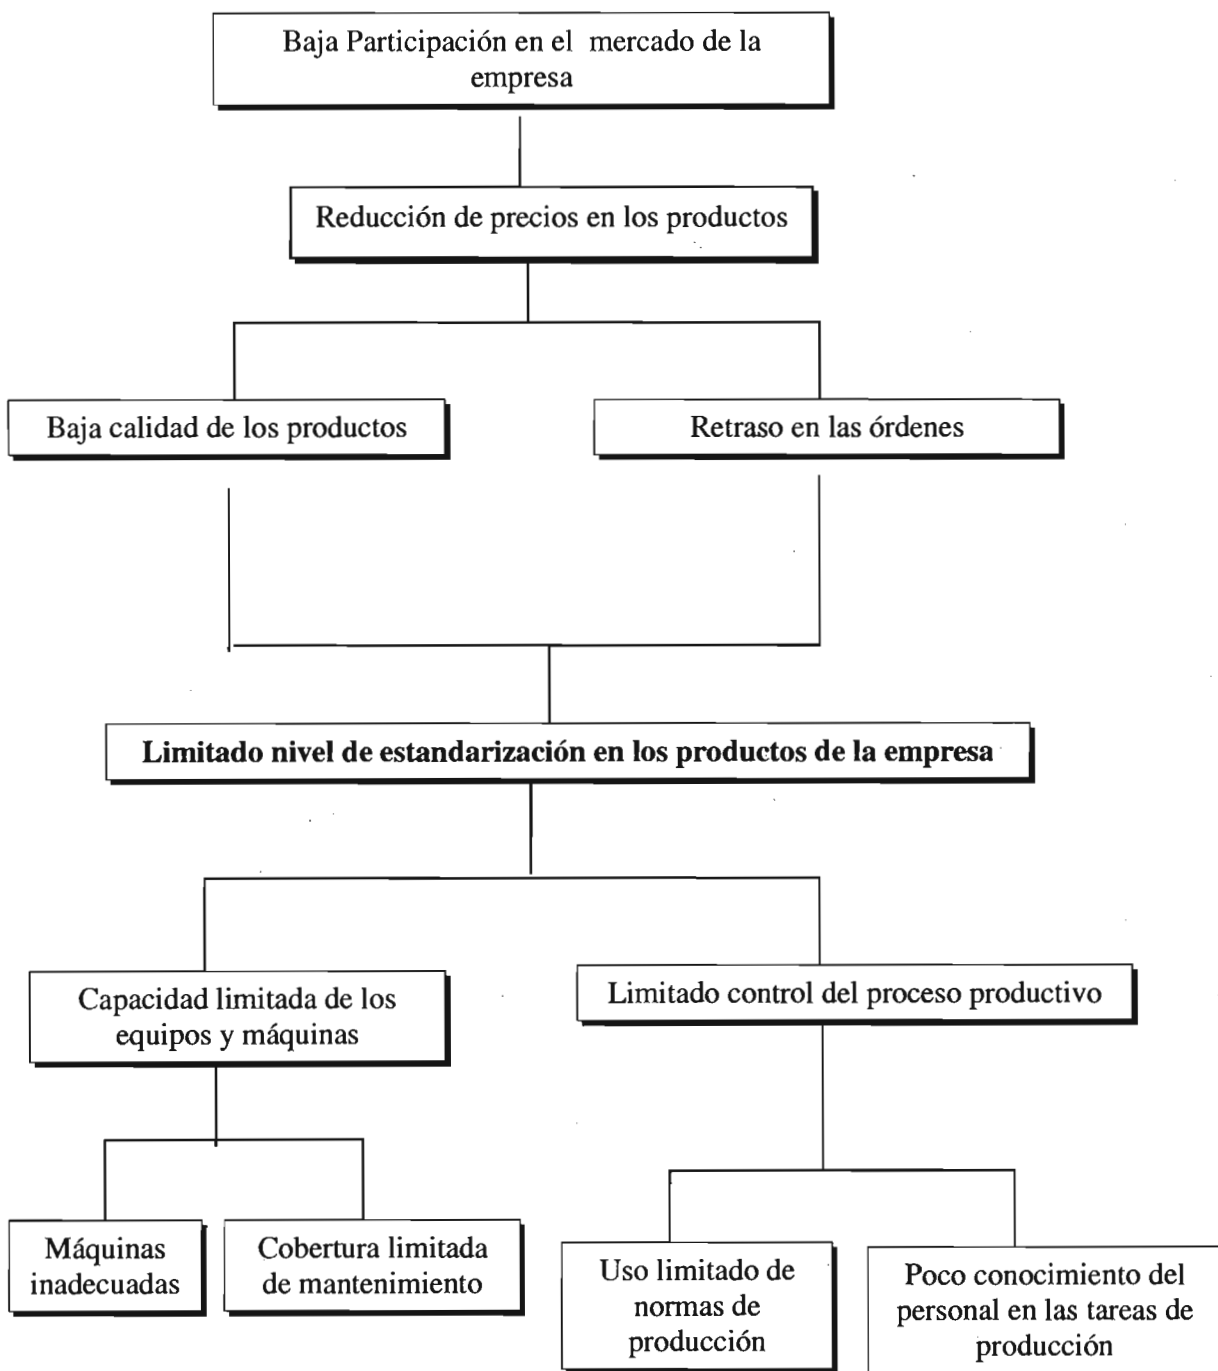 Baja Participación en el mercado de la
empresa
Reducción de precios en los productos
Baja calidad de los productos
Retraso en las órdenes
Limitado nivel de estandarización en los productos de la empresa
Capacidad limitada de los
equipos y máquinas
Limitado control del proceso productivo
Máquinas
inadecuadas
Cobertura limitada
de mantenimiento
Uso limitado de
normas de
producción
Poco conocimiento del
personal en las tareas de
producción